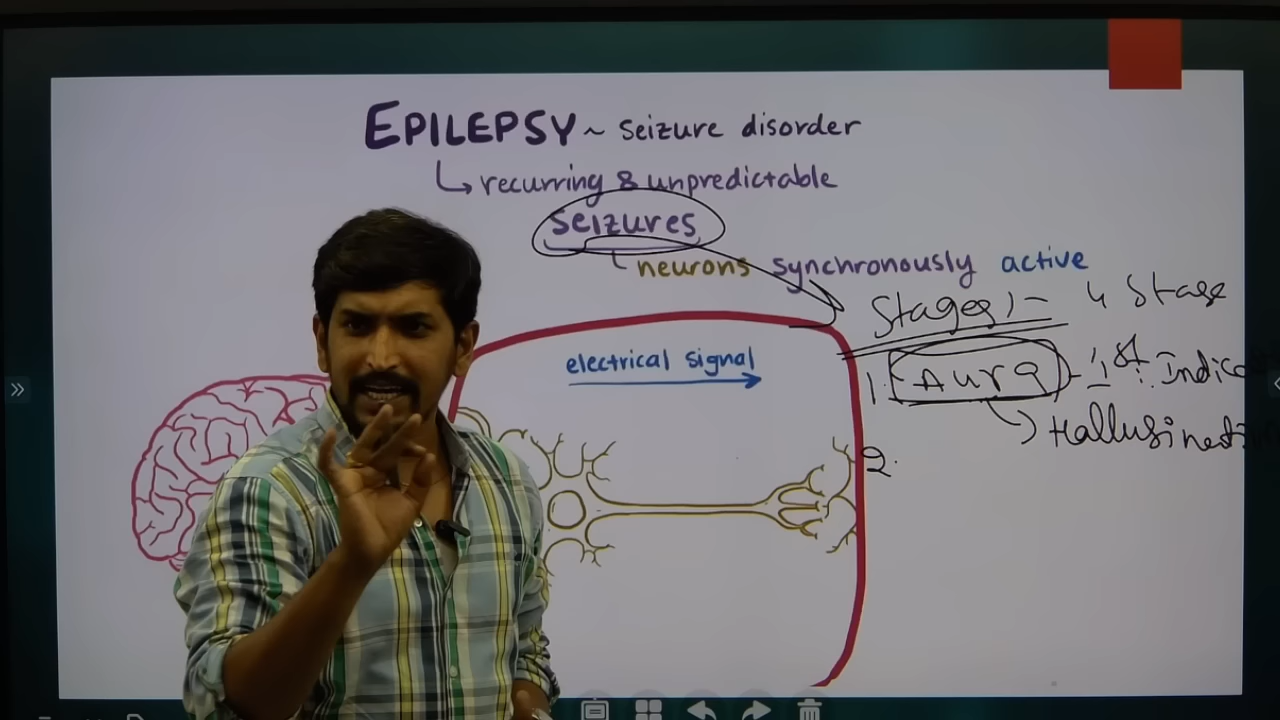 EPILEPSY ~ seizure disorder
↳ recurring & unpredictable
seizures
neurons synchronously active
Stages :- 4 Stage
electrical signal
1. Aura - 1st. Indica
→ Hallusinati
2.